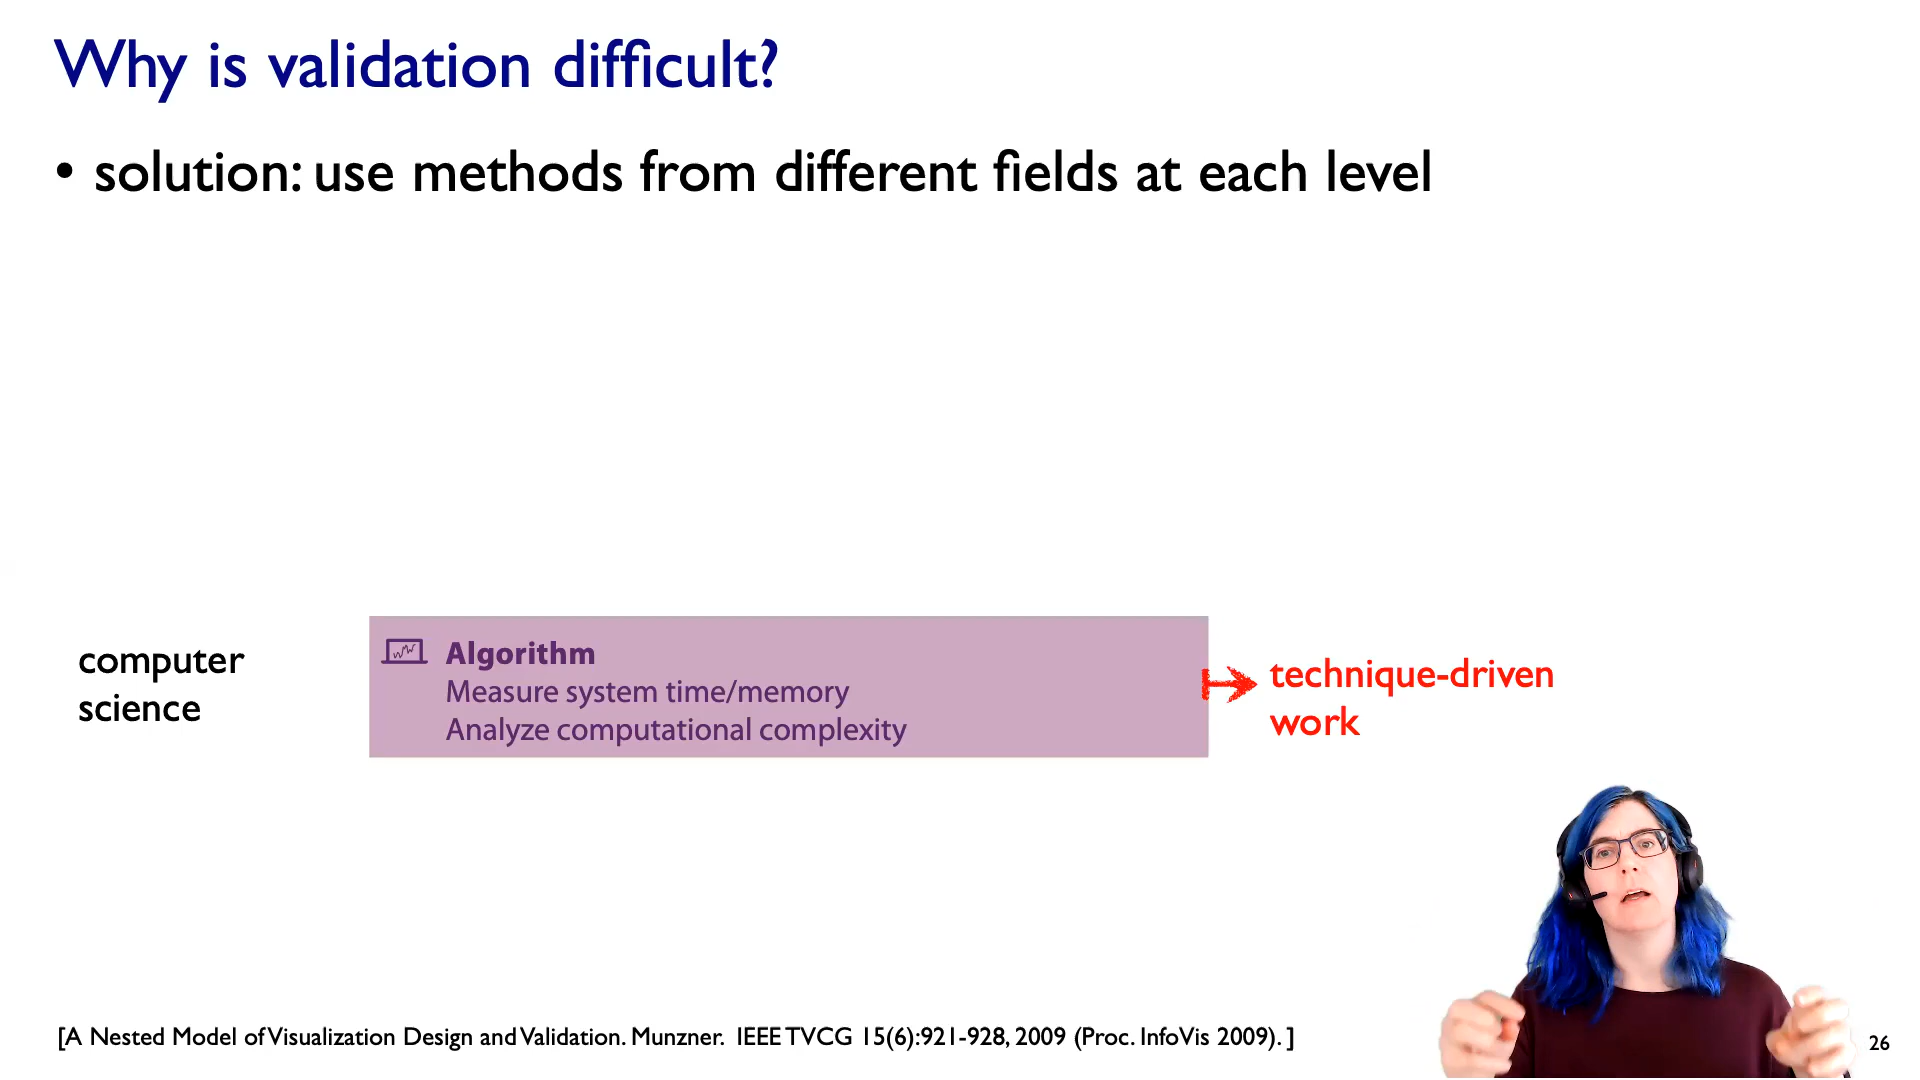 Why is validation difficult?
• solution: use methods from different fields at each level
computer
science
Algorithm
Measure system time/memory
Analyze computational complexity
technique-driven
work
[A Nested Model of Visualization Design and Validation. Munzner. IEEE TVCG 15(6):921-928, 2009 (Proc. InfoVis 2009). ]
26